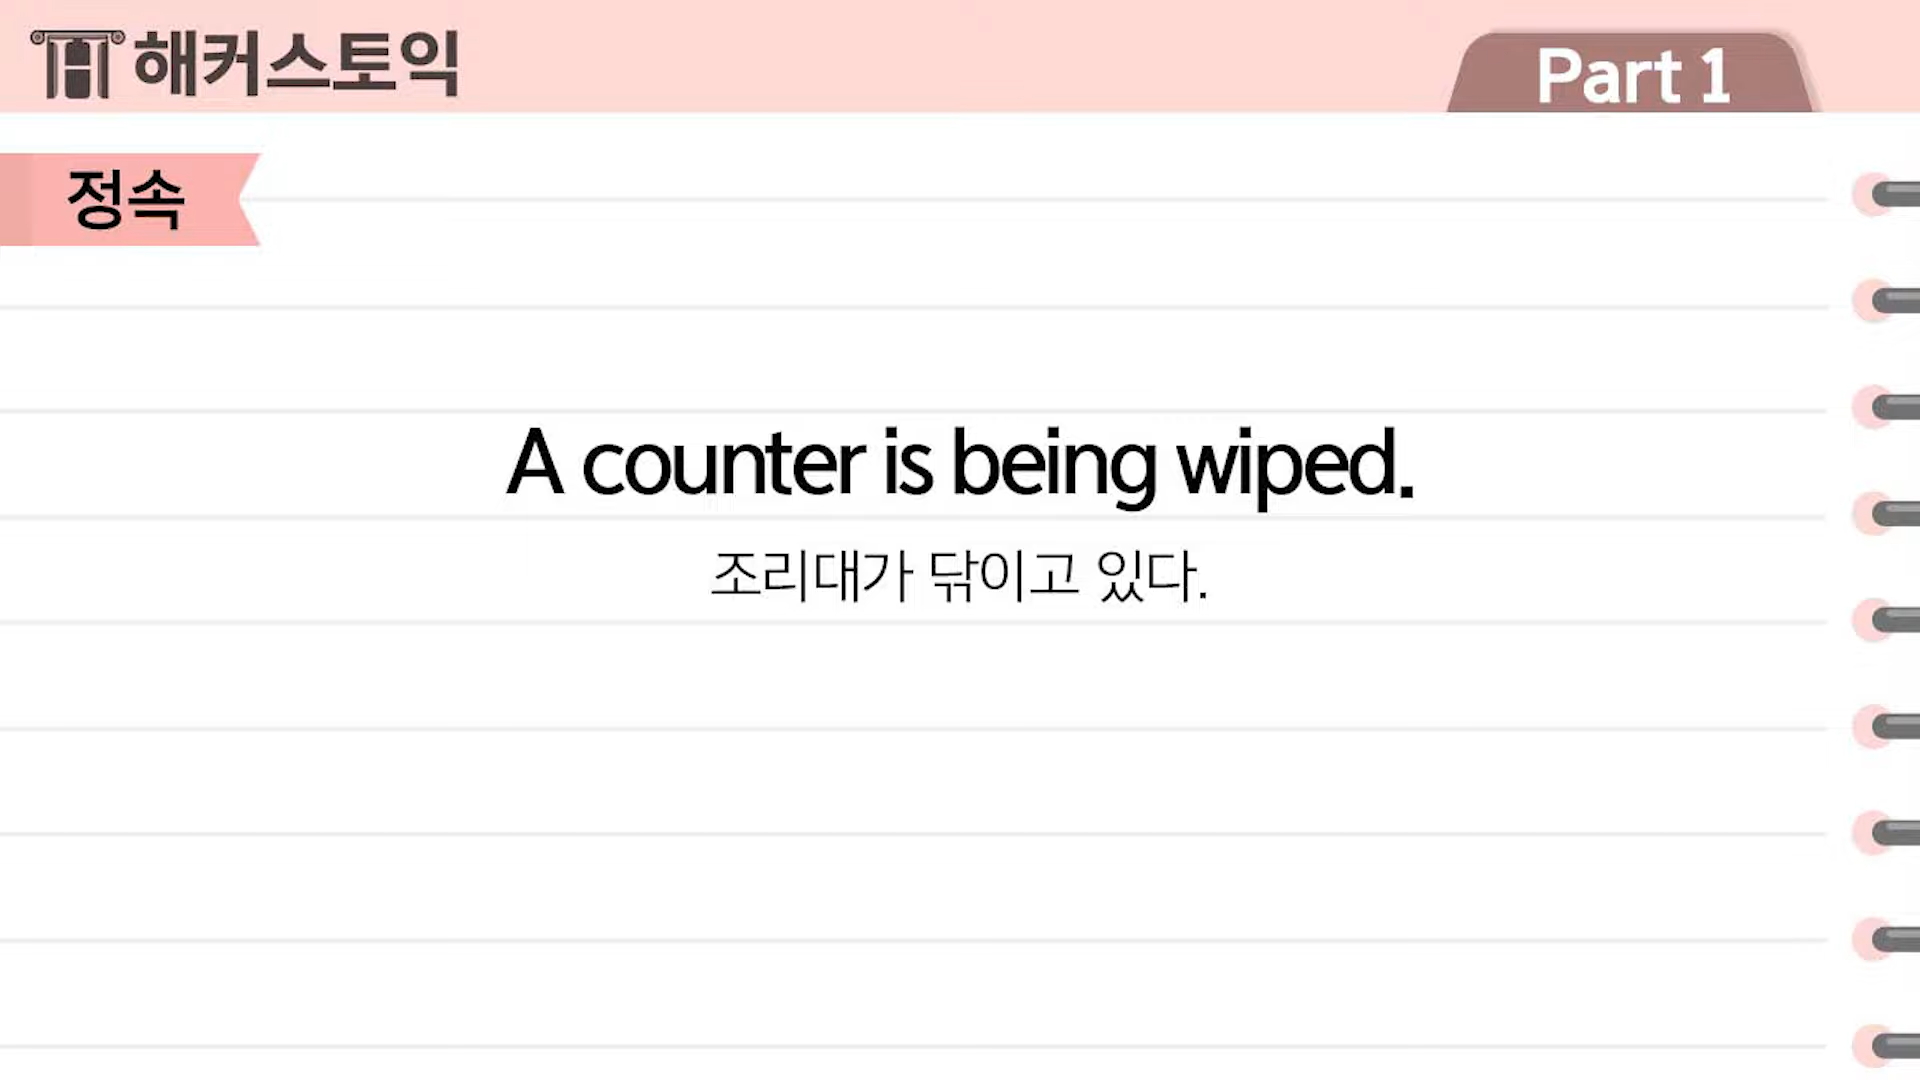 해커스토익
Part 1
정속
A counter is being wiped.
조리대가 닦이고 있다.